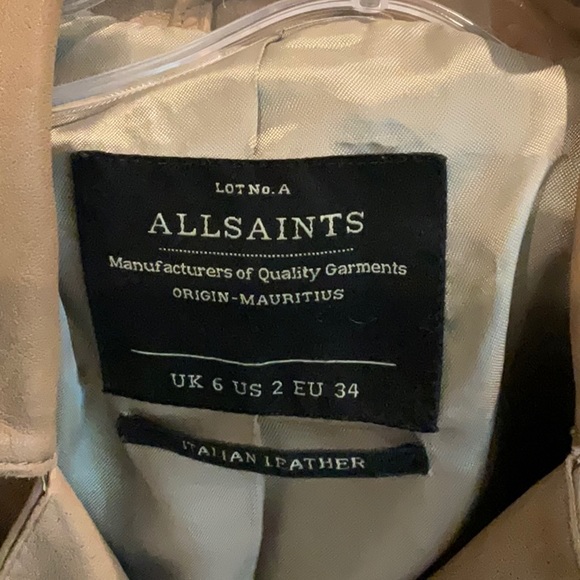 LOT No. A
ALLSAINTS
Manufacturers of Quality Garments
ORIGIN-MAURITIUS
UK 6 US 2 EU 34
ITALIAN LEATHER